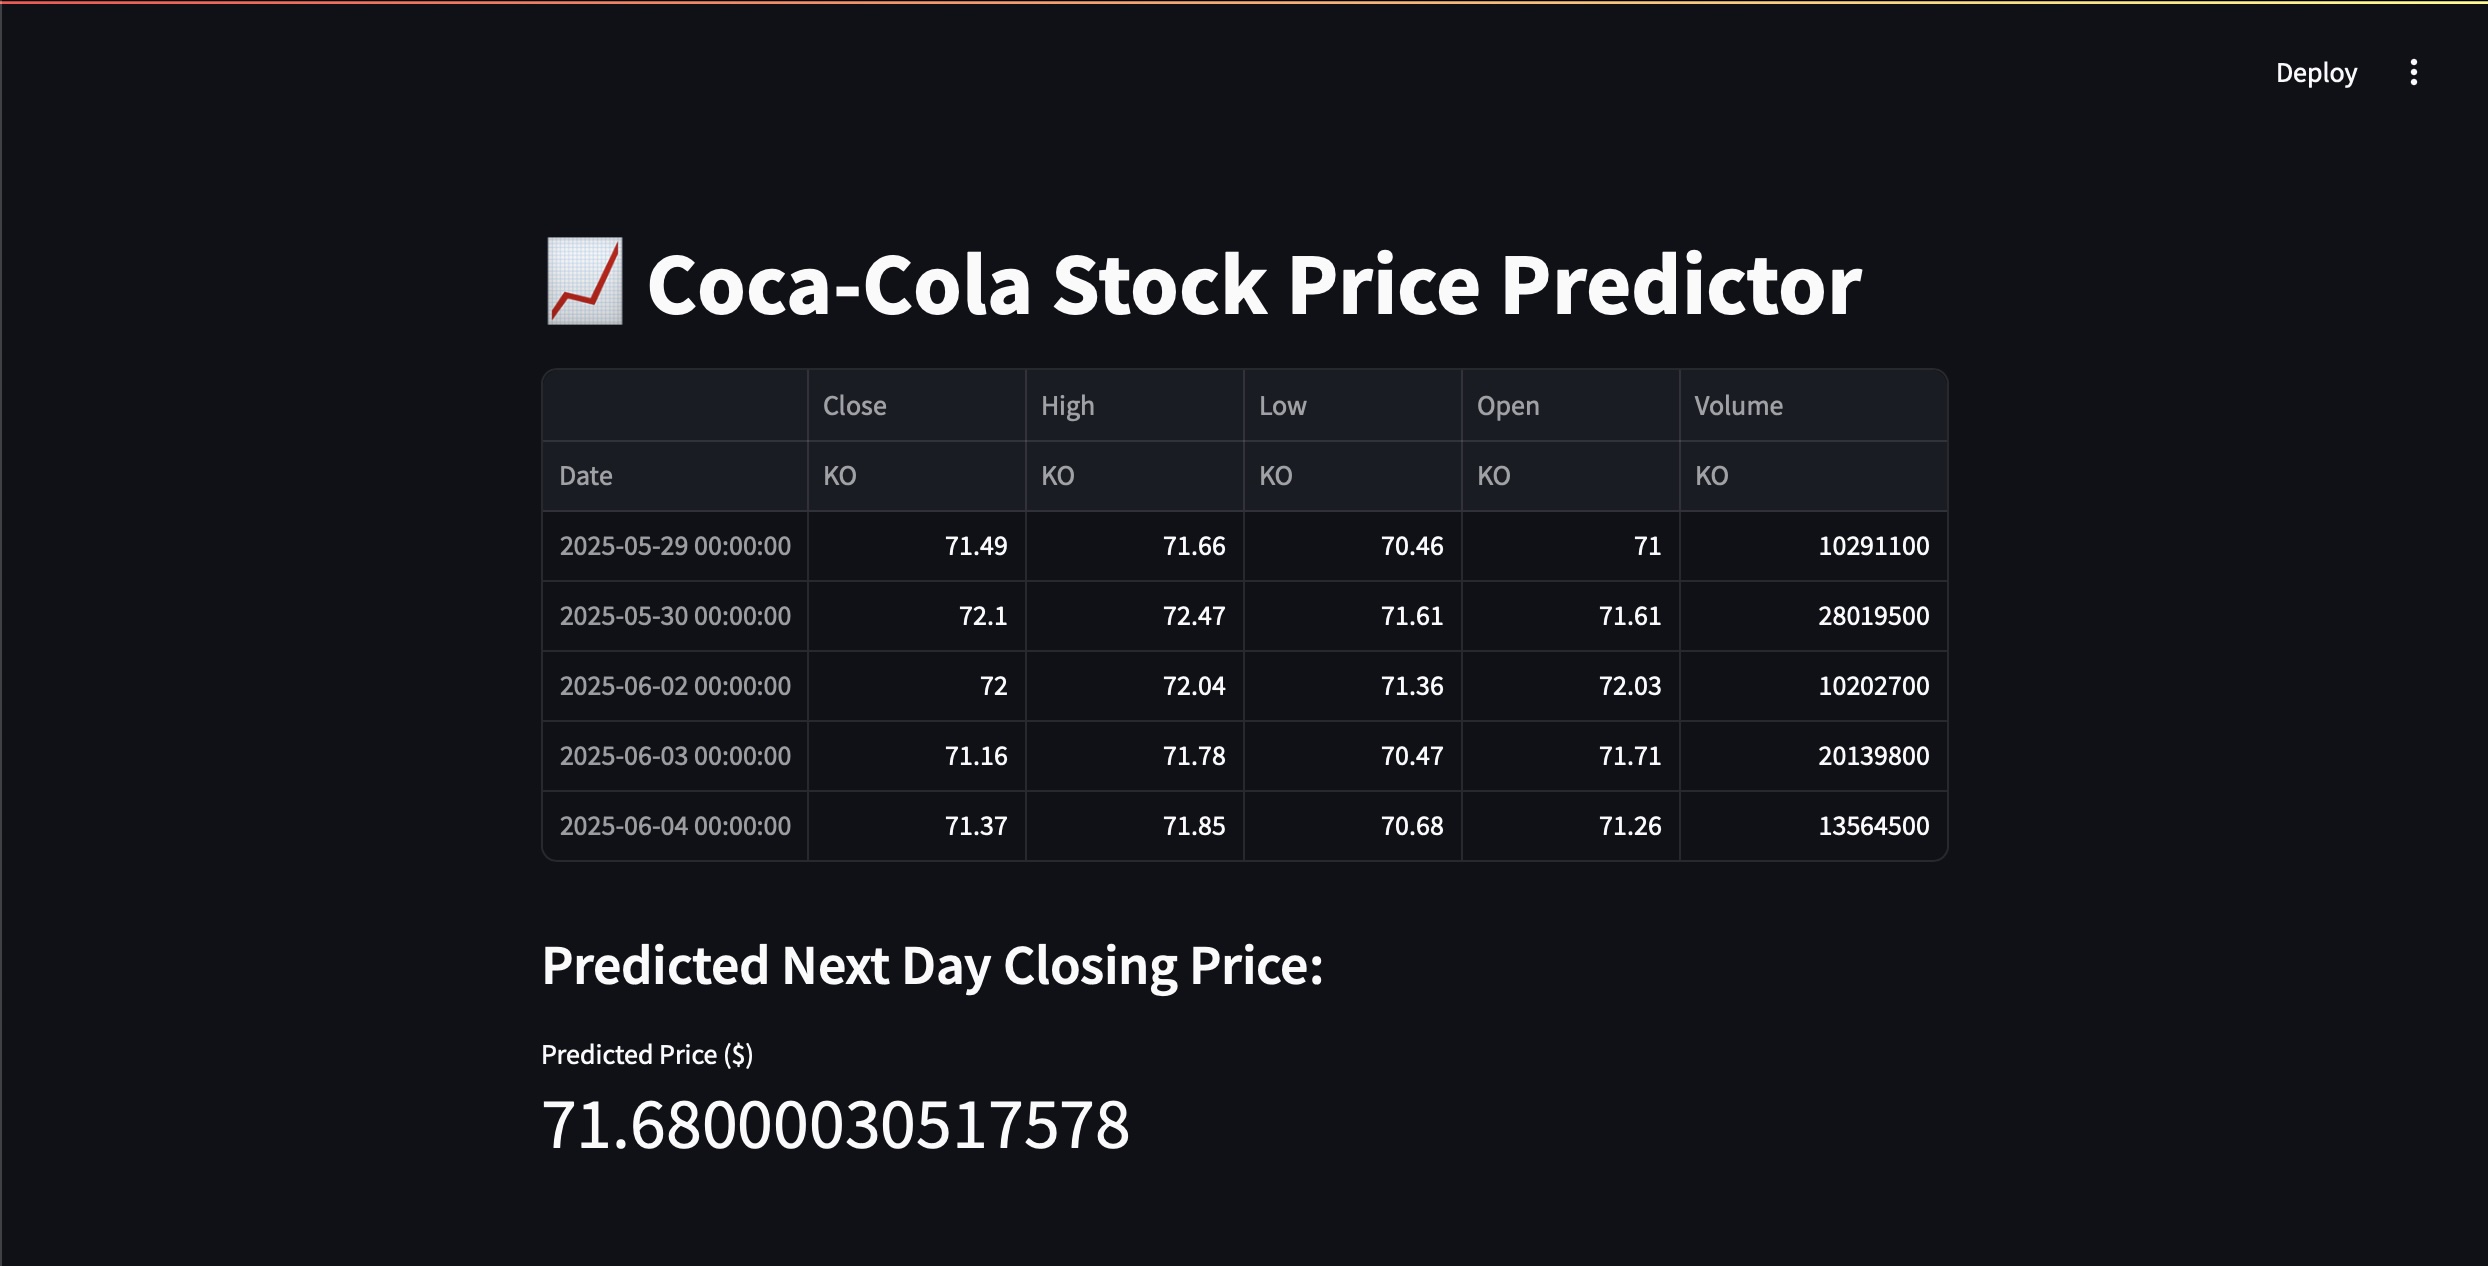 Deploy
Coca-Cola Stock Price Predictor
Close High Low Open Volume
Date KO KO KO KO KO
2025-05-29 00:00:00 71.49 71.66 70.46 71 10291100
2025-05-30 00:00:00 72.1 72.47 71.61 71.61 28019500
2025-06-02 00:00:00 72 72.04 71.36 72.03 10202700
2025-06-03 00:00:00 71.16 71.78 70.47 71.71 20139800
2025-06-04 00:00:00 71.37 71.85 70.68 71.26 13564500
Predicted Next Day Closing Price:
Predicted Price ($)
71.68000030517578